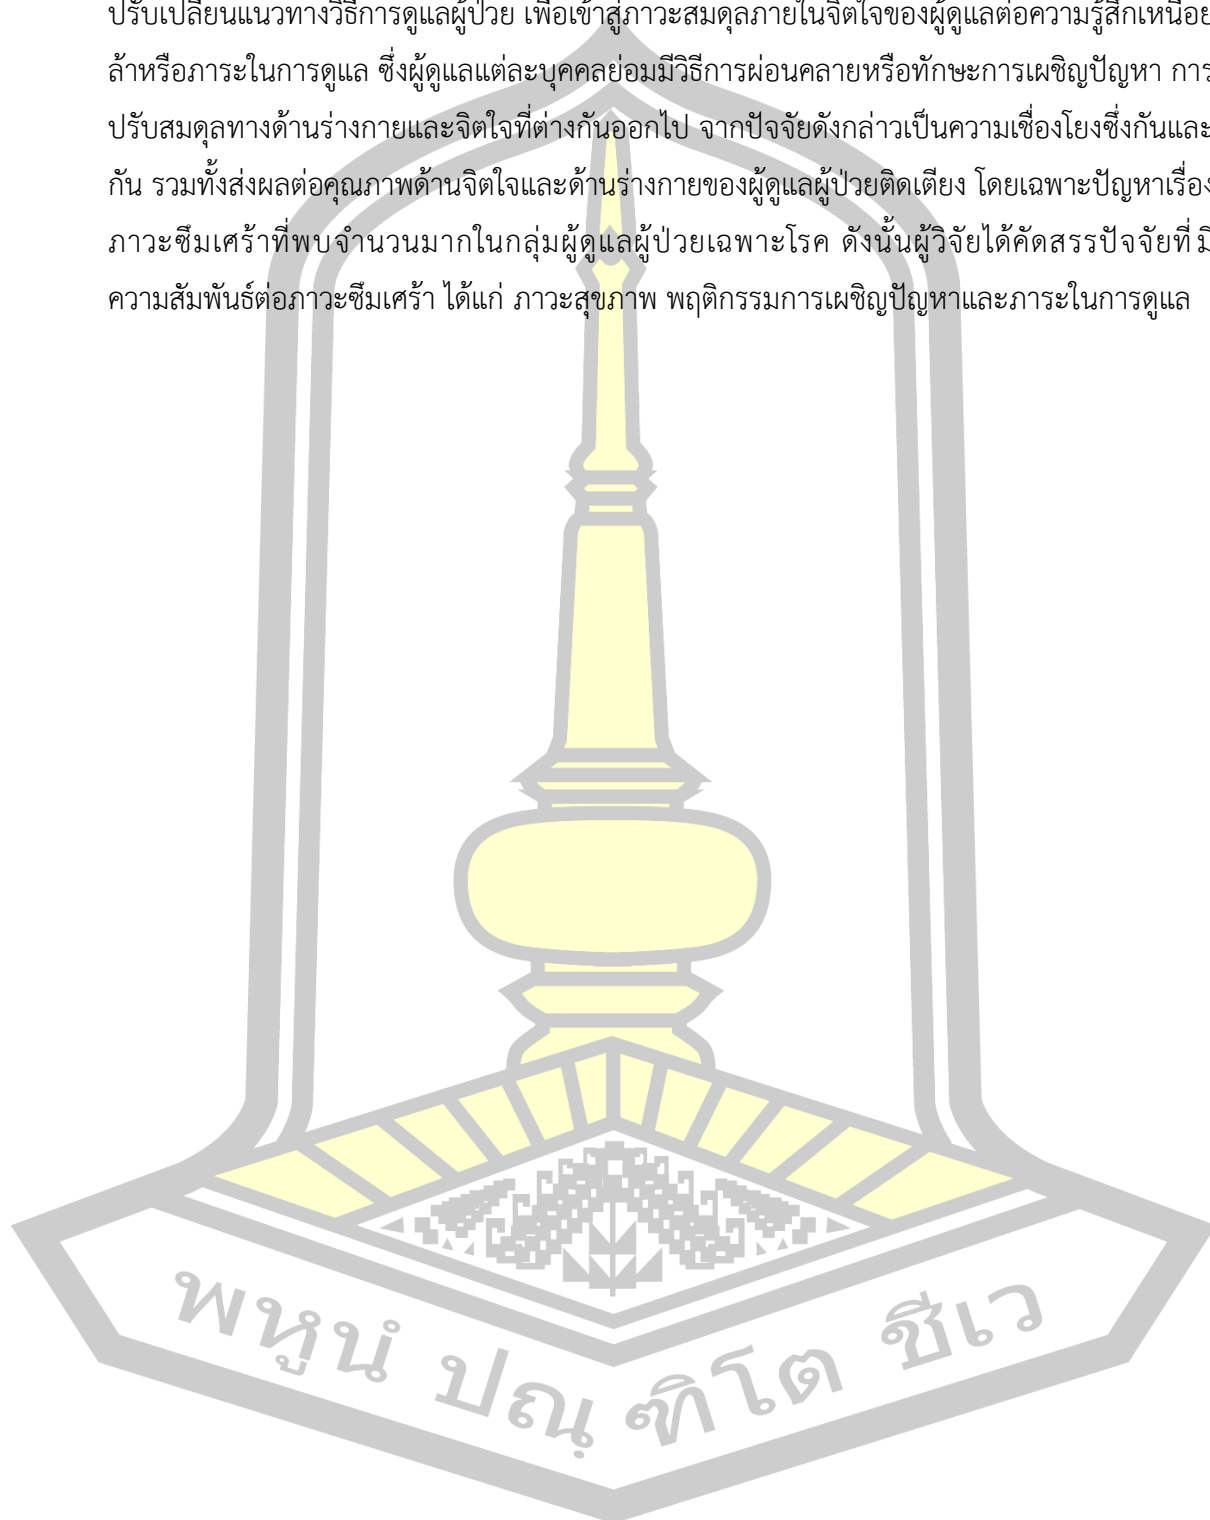 ปรับเปลี่ยนแนวทางวิธีการดูแลผู้ป่วย เพื่อเข้าสู่ภาวะสมดุลภายในจิตใจของผู้ดูแลต่อความรู้สึกเหนื่อย
ล้าหรือภาระในการดูแล ซึ่งผู้ดูแลแต่ละบุคคลย่อมมีวิธีการผ่อนคลายหรือทักษะการเผชิญปัญหา การ
ปรับสมดุลทางด้านร่างกายและจิตใจที่ต่างกันออกไป จากปัจจัยดังกล่าวเป็นความเชื่องโยงซึ่งกันและ
กัน รวมทั้งส่งผลต่อคุณภาพด้านจิตใจและด้านร่างกายของผู้ดูแลผู้ป่วยติดเตียง โดยเฉพาะปัญหาเรื่อง
ภาวะซึมเศร้าที่พบจำนวนมากในกลุ่มผู้ดูแลผู้ป่วยเฉพาะโรค ดังนั้นผู้วิจัยได้คัดสรรปัจจัยที่มี
ความสัมพันธ์ต่อภาวะซึมเศร้า ได้แก่ ภาวะสุขภาพ พฤติกรรมการเผชิญปัญหาและภาระในการดูแล
พหูนํ ปณฺฑิโต ชีเว